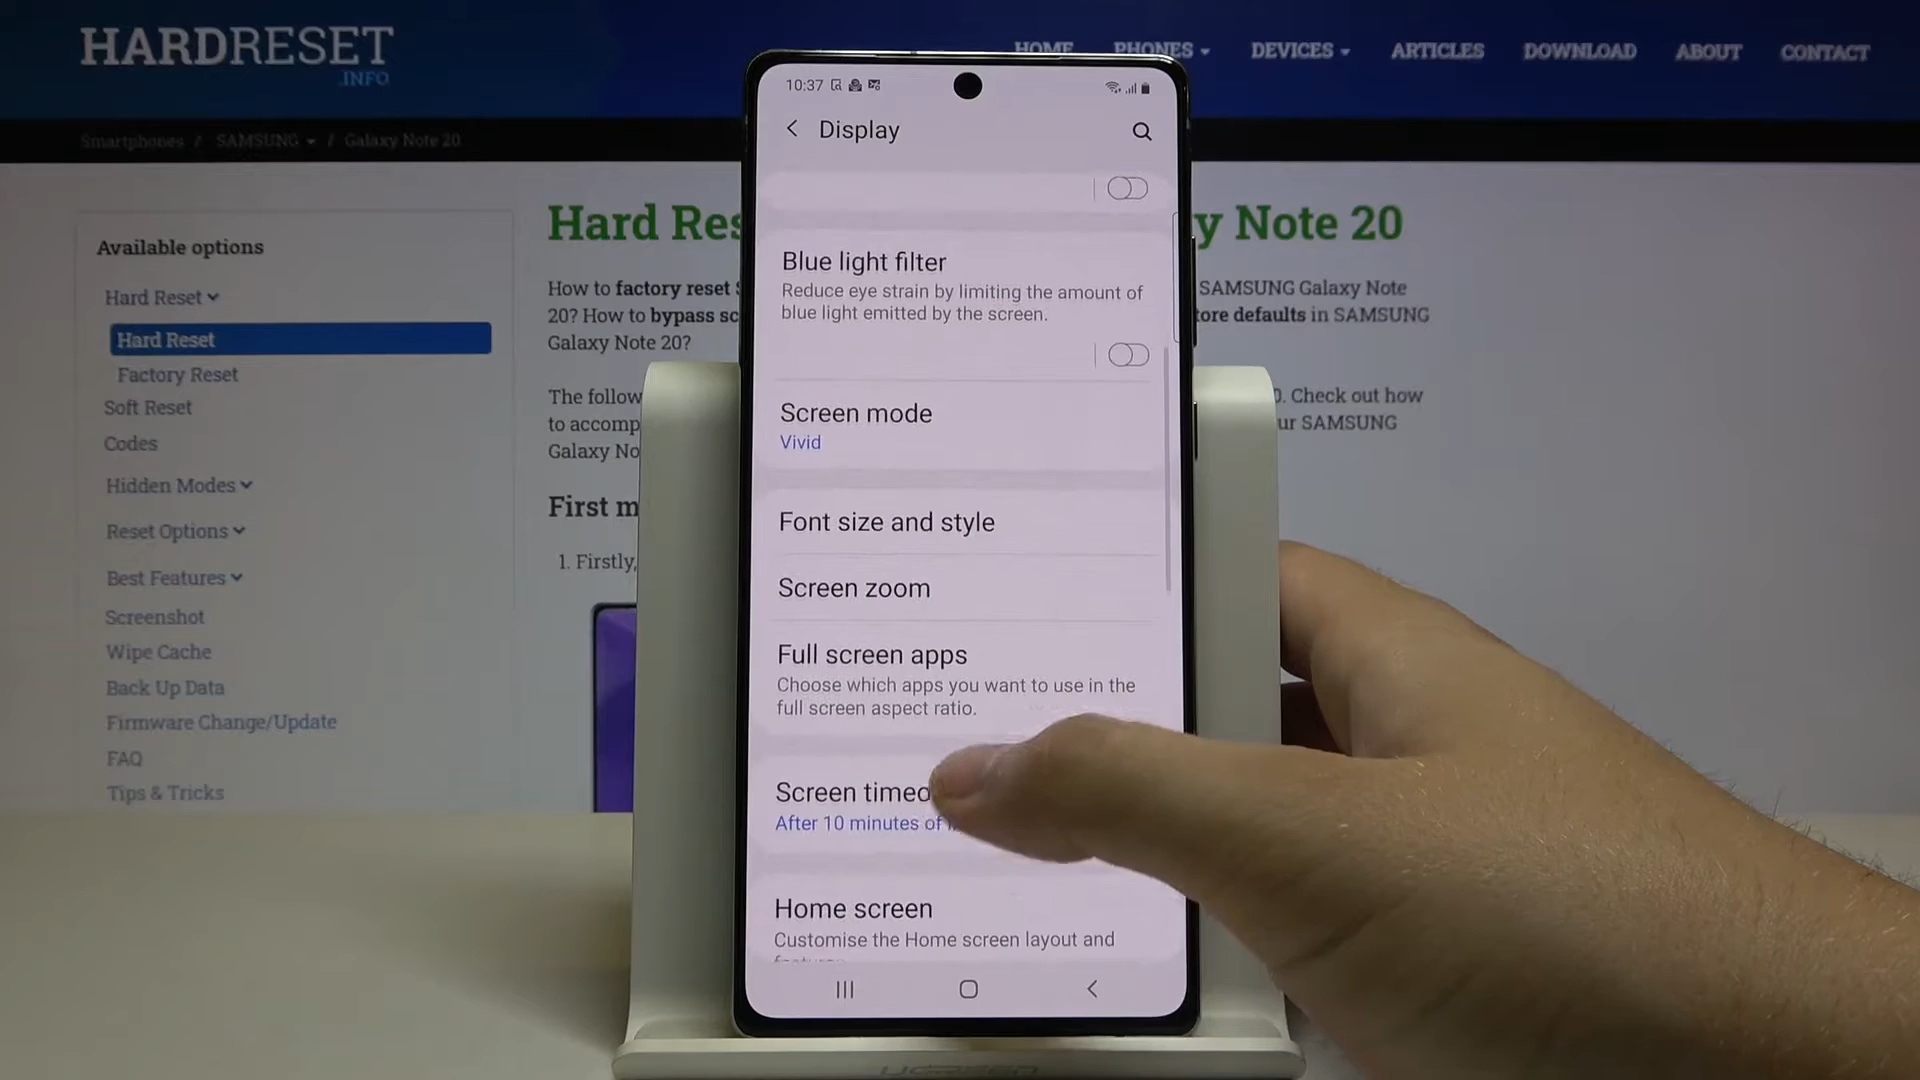 HARDRESET
.INFO
HOME PHONES DEVICES ARTICLES DOWNLOAD ABOUT CONTACT
Smartphones / SAMSUNG / Galaxy Note 20
Available options
Hard Reset
Hard Reset
Factory Reset
Soft Reset
Codes
Hidden Modes
Reset Options
Best Features
Screenshot
Wipe Cache
Back Up Data
Firmware Change/Update
FAQ
Tips & Tricks
Hard Res
y Note 20
How to factory reset
SAMSUNG Galaxy Note
20? How to bypass sc
tore defaults in SAMSUNG
Galaxy Note 20?
The follow
0. Check out how
to accomp
ur SAMSUNG
Galaxy No
First m
1. Firstly,
10:37
Display
Blue light filter
Reduce eye strain by limiting the amount of
blue light emitted by the screen.
Screen mode
Vivid
Font size and style
Screen zoom
Full screen apps
Choose which apps you want to use in the
full screen aspect ratio.
Screen timeo
After 10 minutes of
Home screen
Customise the Home screen layout and
UGREEN